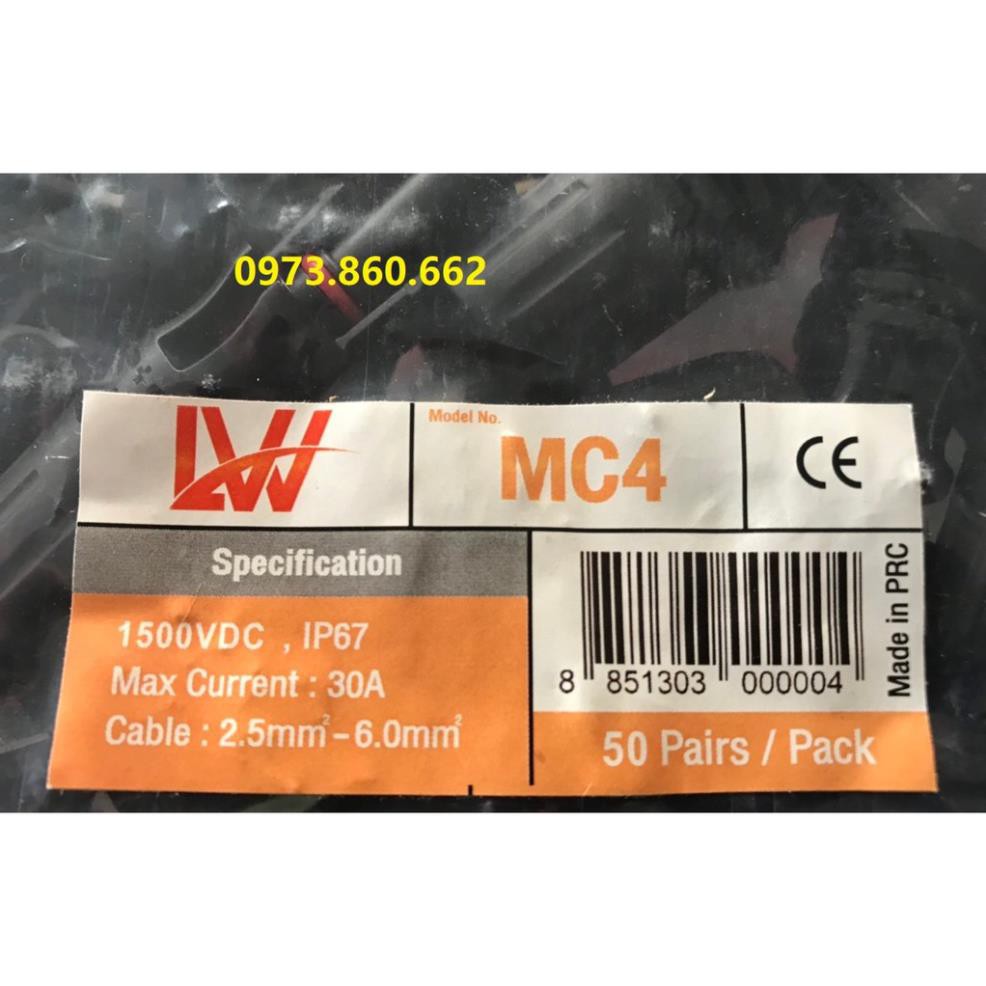 0973.860.662
LW
Model No.
MC4
CE
Specification
1500VDC , IP67
Max Current : 30A
Cable : 2.5mm²-6.0mm²
8 851303 000004
Made in PRC
50 Pairs / Pack